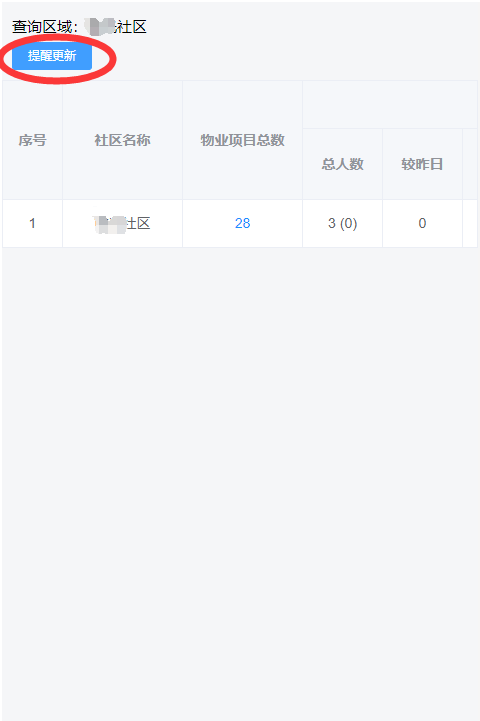 查询区域：社区
提醒更新
序号 社区名称 物业项目总数
总人数 较昨日
1 社区 28 3 (0) 0